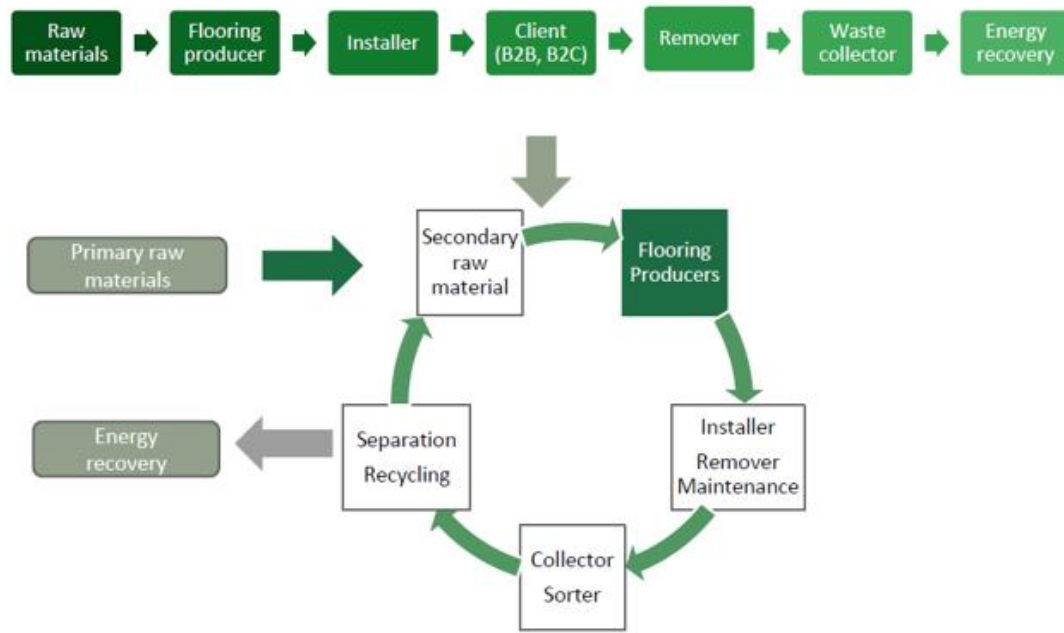 Raw
materials
Flooring
producer
Installer
Client
(B2B, B2C)
Remover
Waste
collector
Energy
recovery
Primary raw
materials
Secondary
raw
material
Flooring
Producers
Energy
recovery
Separation
Recycling
Installer
Remover
Maintenance
Collector
Sorter